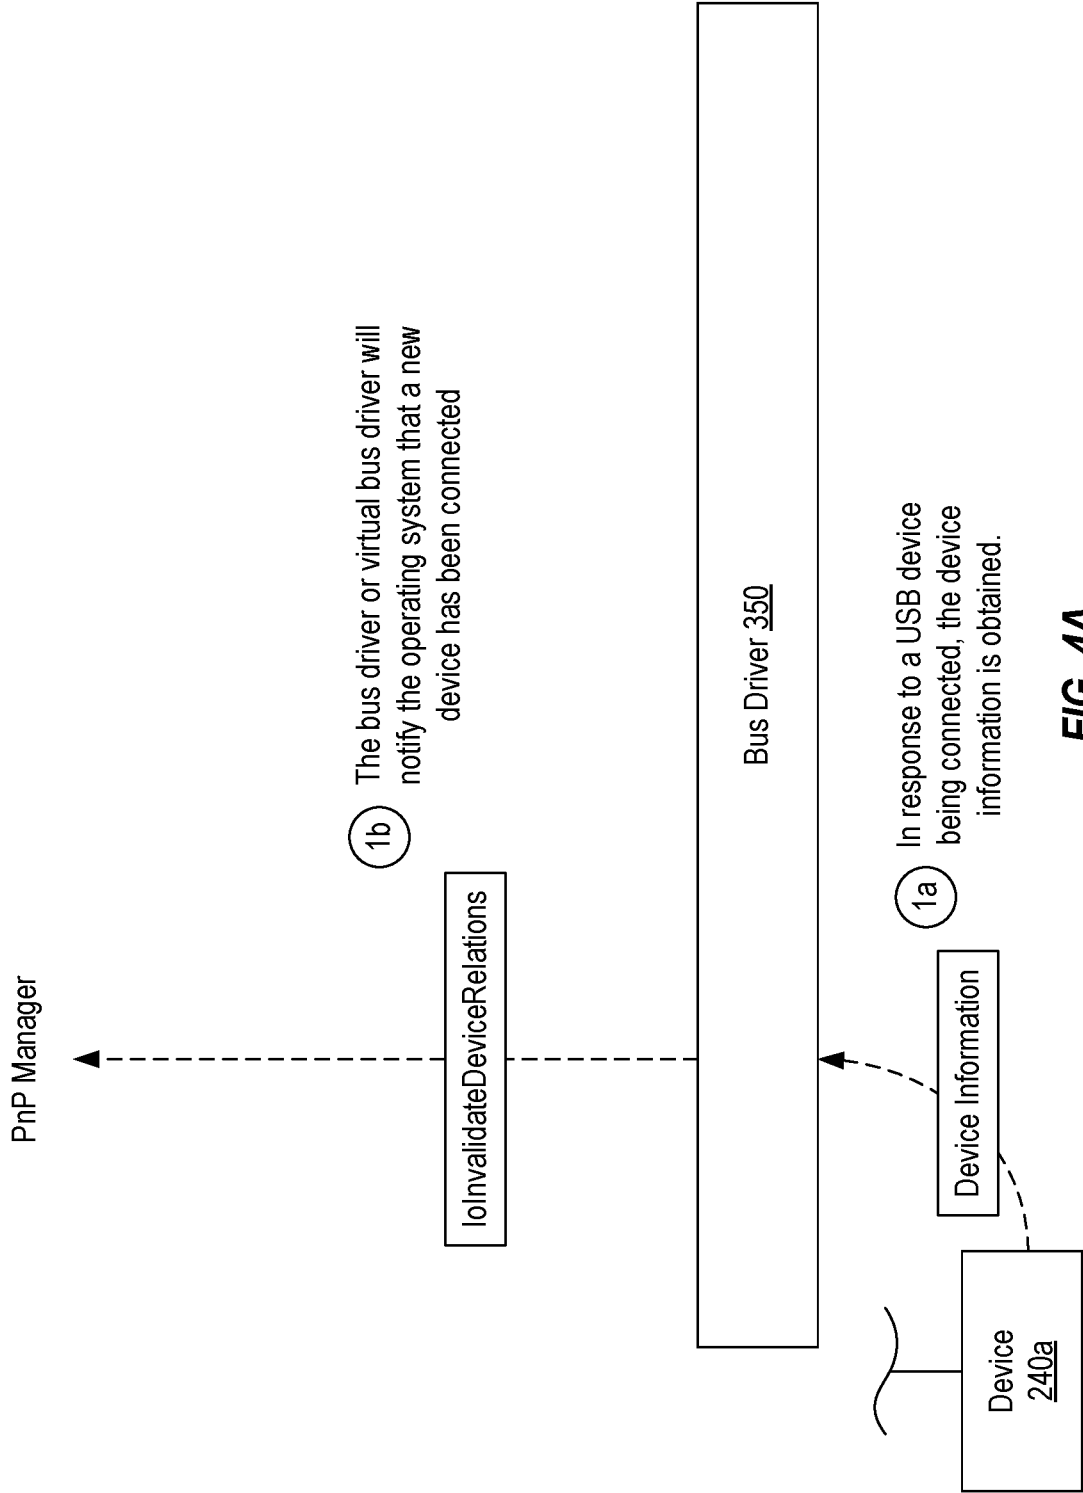 PnP Manager
1b
The bus driver or virtual bus driver will
notify the operating system that a new
device has been connected
IoInvalidateDeviceRelations
Bus Driver 350
1a
In response to a USB device
being connected, the device
information is obtained.
Device Information
Device
240a
FIG. 4A